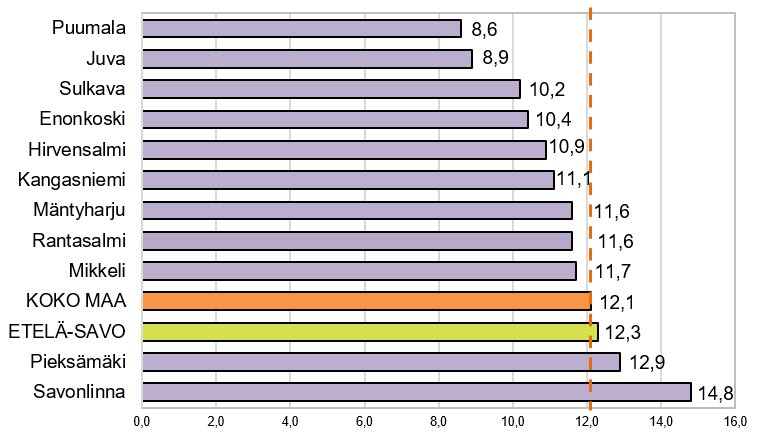 Puumala 8,6
Juva 8,9
Sulkava 10,2
Enonkoski 10,4
Hirvensalmi 10,9
Kangasniemi 11,1
Mäntyharju 11,6
Rantasalmi 11,6
Mikkeli 11,7
KOKO MAA 12,1
ETELÄ-SAVO 12,3
Pieksämäki 12,9
Savonlinna 14,8
0,0 2,0 4,0 6,0 8,0 10,0 12,0 14,0 16,0